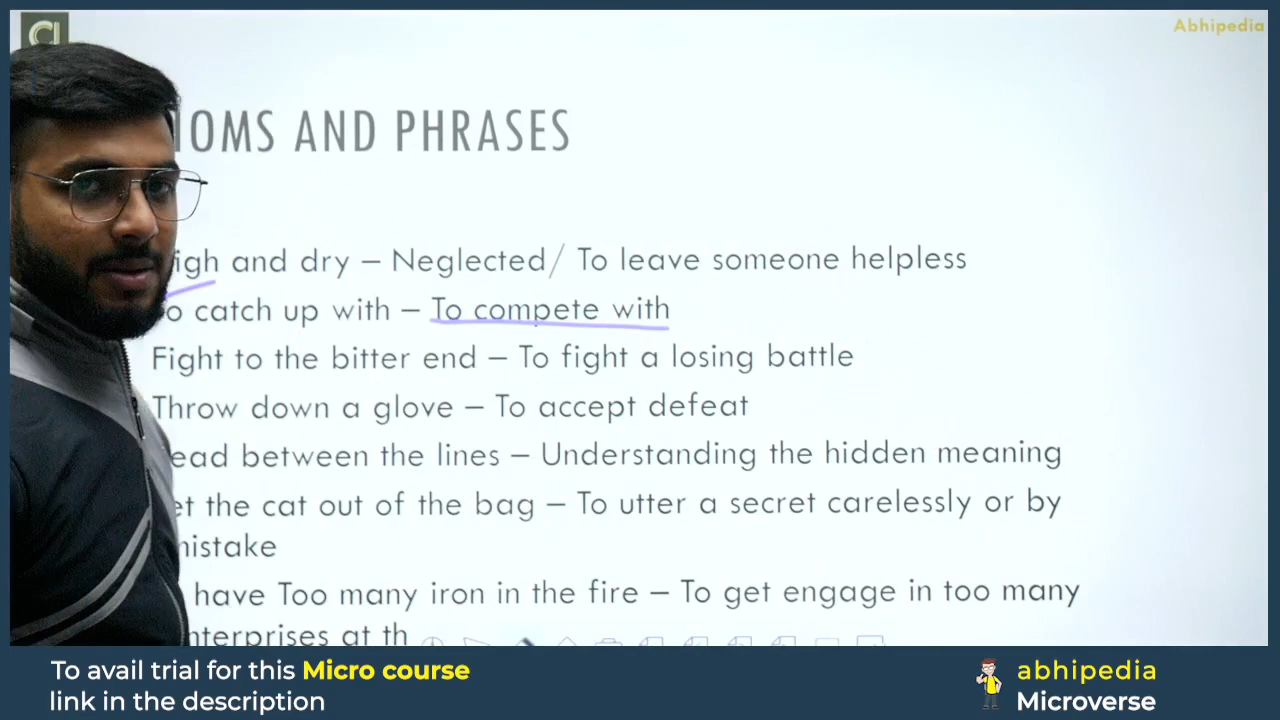 Abhipedia
IOMS AND PHRASES
igh and dry – Neglected/ To leave someone helpless
o catch up with – To compete with
Fight to the bitter end – To fight a losing battle
Throw down a glove – To accept defeat
ead between the lines – Understanding the hidden meaning
et the cat out of the bag – To utter a secret carelessly or by
mistake
have Too many iron in the fire – To get engage in too many
nterprises at th
To avail trial for this Micro course
link in the description
abhipedia
Microverse